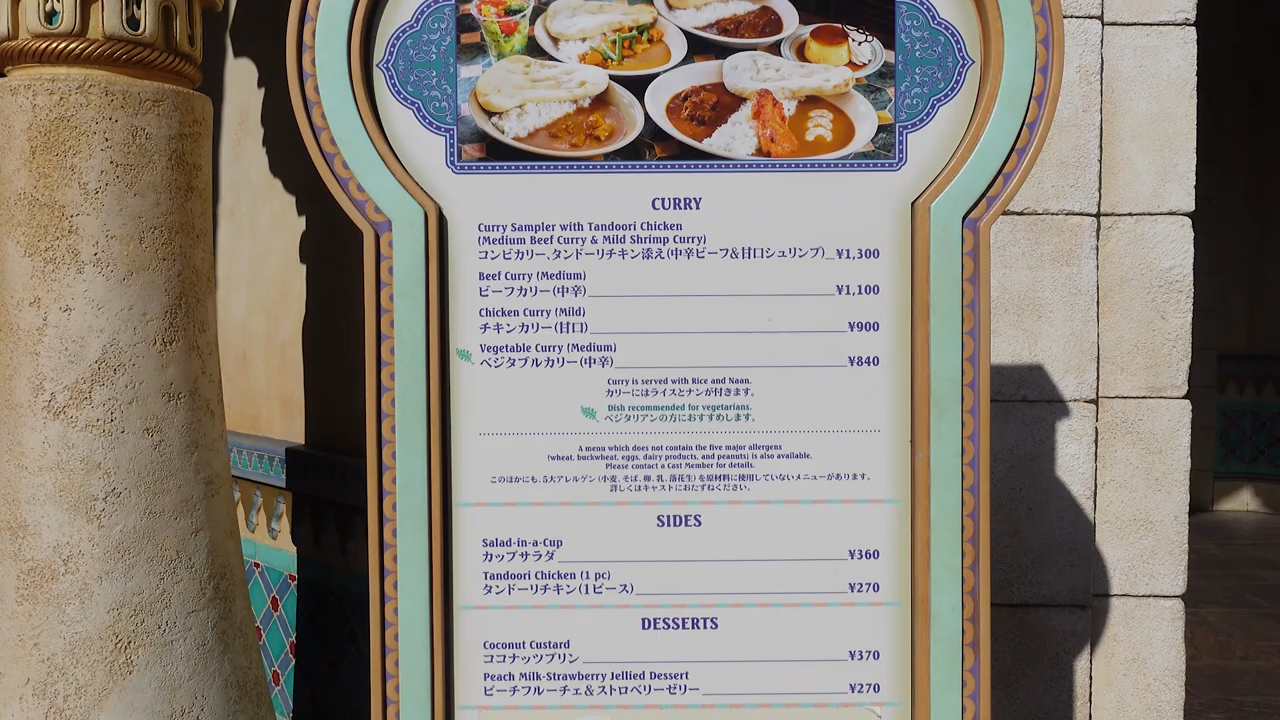 CURRY
Curry Sampler with Tandoori Chicken
(Medium Beef Curry & Mild Shrimp Curry)
コンビカリー、タンドーリチキン添え(中辛ビーフ&甘口シュリンプ) ¥1,300
Beef Curry (Medium)
ビーフカリー(中辛) ¥1,100
Chicken Curry (Mild)
チキンカリー(甘口) ¥900
Vegetable Curry (Medium)
ベジタブルカリー(中辛) ¥840
Curry is served with Rice and Naan.
カリーにはライスとナンが付きます。
Dish recommended for vegetarians.
ベジタリアンの方におすすめします。
A menu which does not contain the five major allergens
(wheat, buckwheat, eggs, dairy products, and peanuts) is also available.
Please contact a Cast Member for details.
このほかにも、5大アレルゲン(小麦、そば、卵、乳、落花生)を原材料に使用していないメニューがあります。
詳しくはキャストにおたずねください。
SIDES
Salad-in-a-Cup
カップサラダ ¥360
Tandoori Chicken (1 pc)
タンドーリチキン(1ピース) ¥270
DESSERTS
Coconut Custard
ココナッツプリン ¥370
Peach Milk-Strawberry Jellied Dessert
ピーチフルーチェ&ストロベリーゼリー ¥270